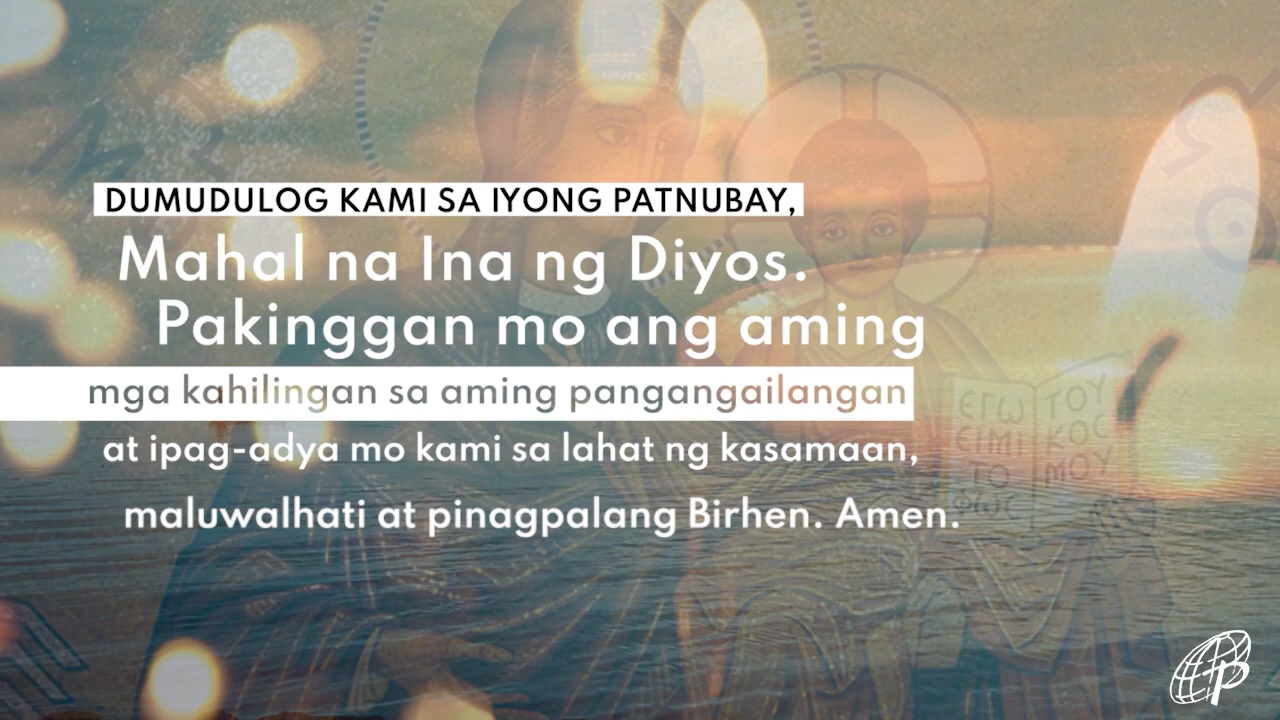 DUMUDULOG KAMI SA IYONG PATNUBAY,
Mahal na Ina ng Diyos.
Pakinggan mo ang aming
mga kahilingan sa aming pangangailangan
at ipag-adya mo kami sa lahat ng kasamaan,
maluwalhati at pinagpalang Birhen. Amen.
ΕΓΩ
ΕΙΜΙ
ΤΟ
ΦΩC
ΤΟΥ
ΚΟC
ΜΟΥ